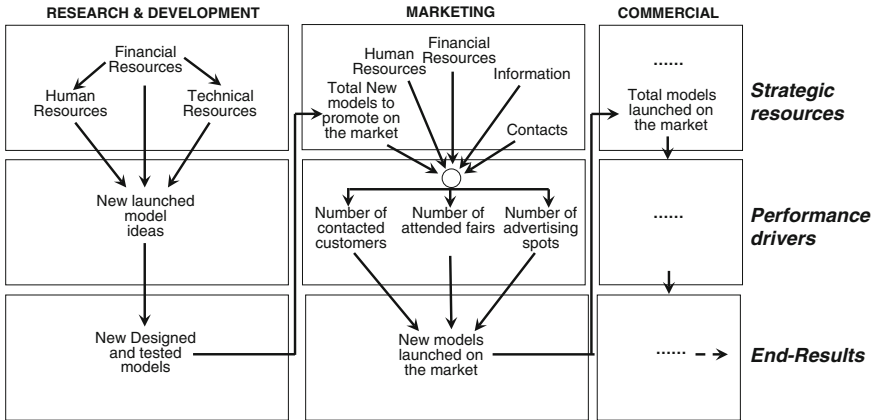 RESEARCH & DEVELOPMENT
MARKETING
COMMERCIAL
Financial
Resources
Human
Resources
Technical
Resources
Human
Resources
Financial
Resources
Information
Total New
models to
promote on
the market
Contacts
......
Total models
launched on
the market
Strategic
resources
New launched
model
ideas
Number of
contacted
customers
Number of
attended fairs
Number of
advertising
spots
......
Performance
drivers
New Designed
and tested
models
New models
launched on
the market
......
End-Results